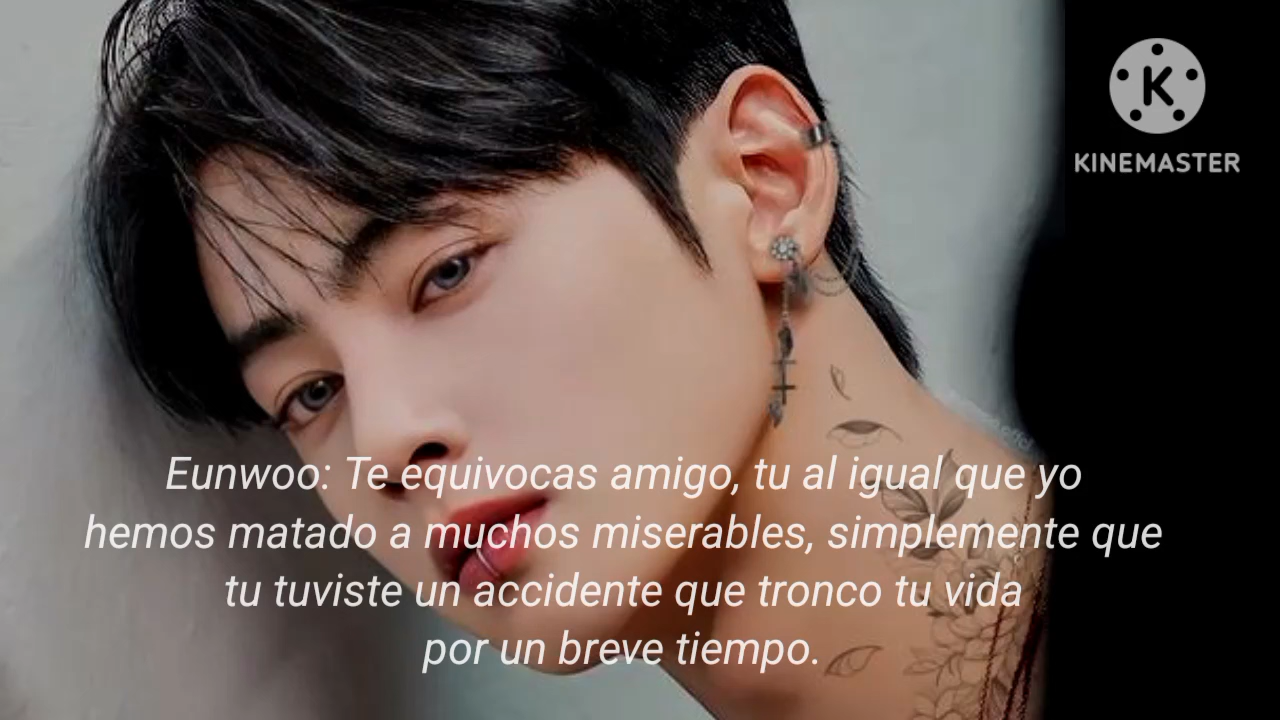 KINEMASTER
Eunwoo: Te equivocas amigo, tu al igual que yo
hemos matado a muchos miserables, simplemente que
tu tuviste un accidente que tronco tu vida
por un breve tiempo.